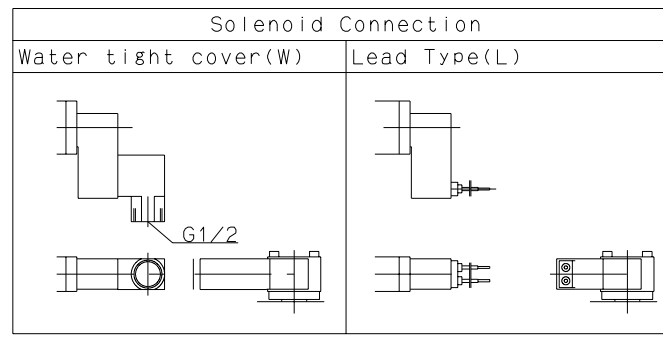 Solenoid Connection
Water tight cover(W)
Lead Type(L)
G1/2